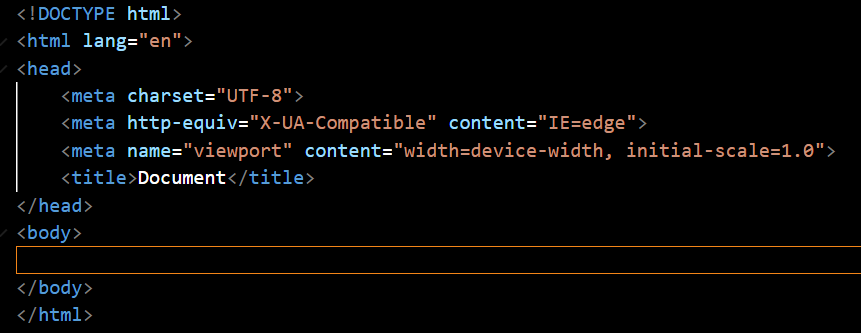 <!DOCTYPE html>
<html lang="en">
<head>
    <meta charset="UTF-8">
    <meta http-equiv="X-UA-Compatible" content="IE=edge">
    <meta name="viewport" content="width=device-width, initial-scale=1.0">
    <title>Document</title>
</head>
<body>
</body>
</html>